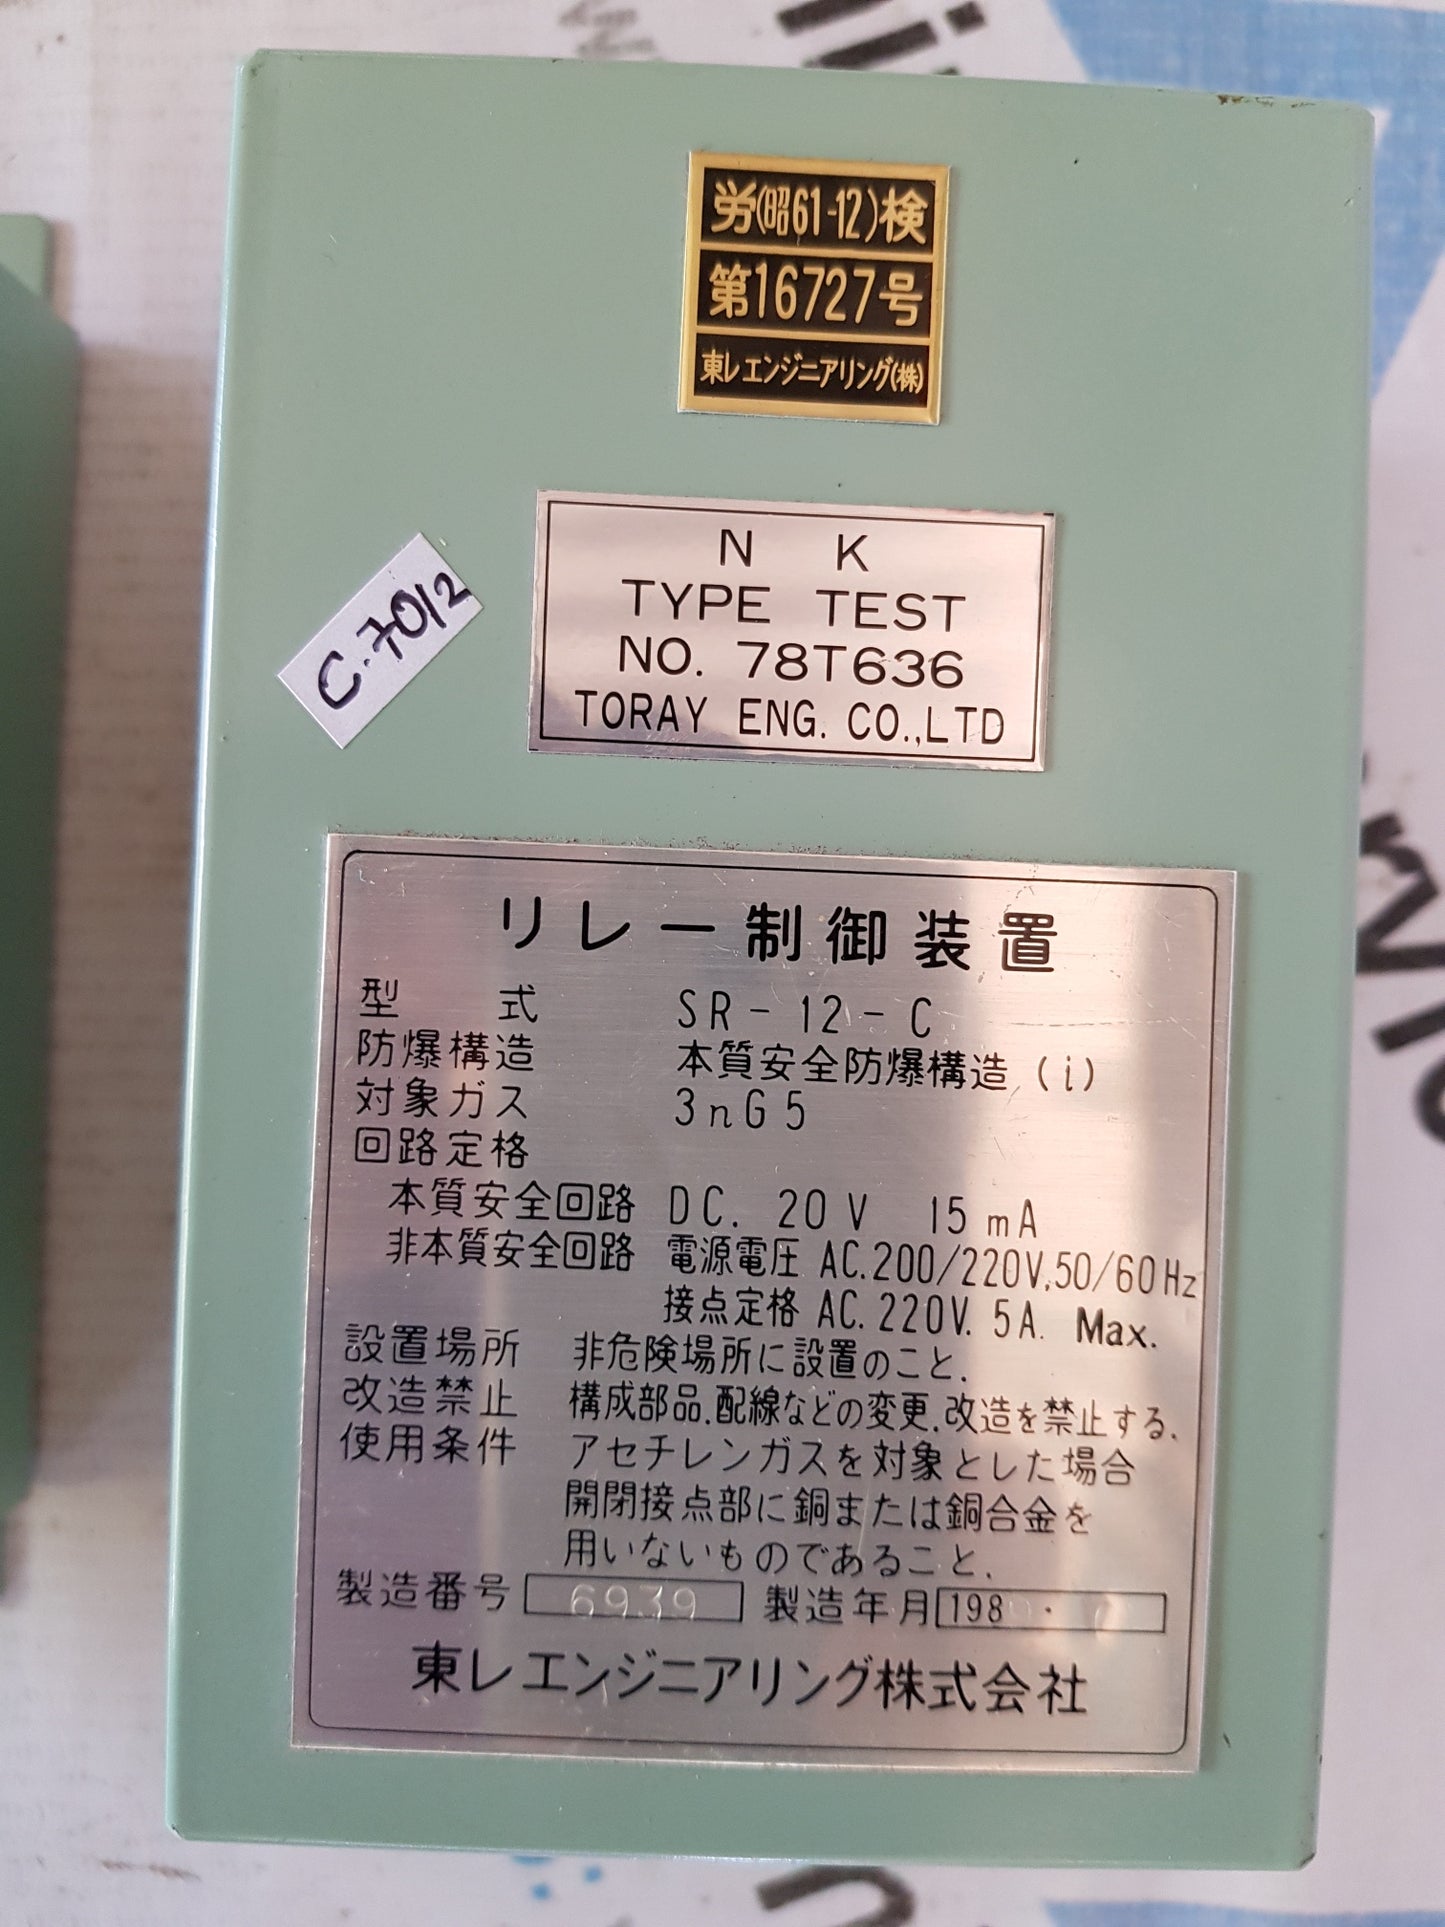 労(昭61-12)検
第16727号
東レエンジニアリング(株)
N K
TYPE TEST
NO. 78T636
TORAY ENG. CO.,LTD
C.7012
リレー制御装置
型 式 SR-12-C
防爆構造 本質安全防爆構造(i)
対象ガス 3nG5
回路定格
本質安全回路 DC. 20V 15mA
非本質安全回路 電源電圧 AC.200/220V,50/60Hz
接点定格 AC.220V. 5A. Max.
設置場所 非危険場所に設置のこと.
改造禁止 構成部品.配線などの変更.改造を禁止する.
使用条件 アセチレンガスを対象とした場合
開閉接点部に銅または銅合金を
用いないものであること.
製造番号 6939 製造年月 198 .
東レエンジニアリング株式会社